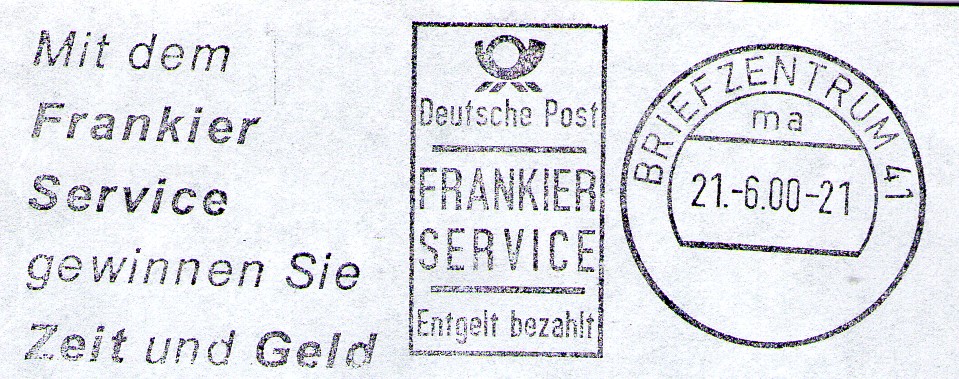 Mit dem
Frankier
Service
gewinnen Sie
Zeit und Geld
Deutsche Post
FRANKIER
SERVICE
Entgelt bezahlt
BRIEFZENTRUM 41
ma
21.-6.00-21